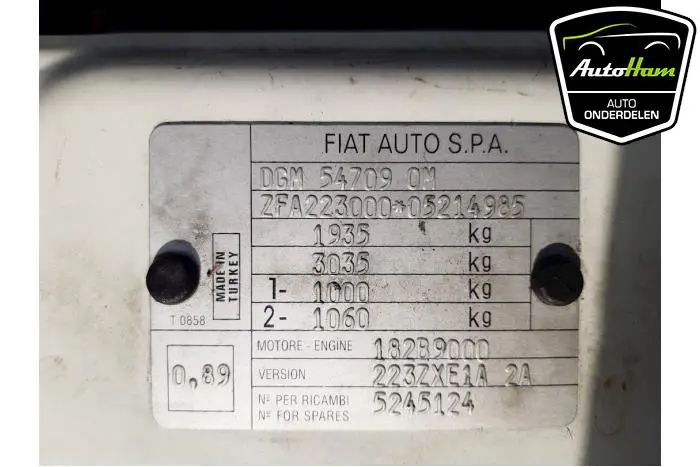 AutoHam
AUTO
ONDERDELEN
FIAT AUTO S.P.A.
DGM 54709 OM
ZFA223000*05214985
1935 kg
3035 kg
1- 1000 kg
2- 1060 kg
MADE IN
TURKEY
T 0858
MOTORE - ENGINE 182B9000
0,89
VERSION 223ZXE1A 2A
Nº PER RICAMBI
Nº FOR SPARES 5245124